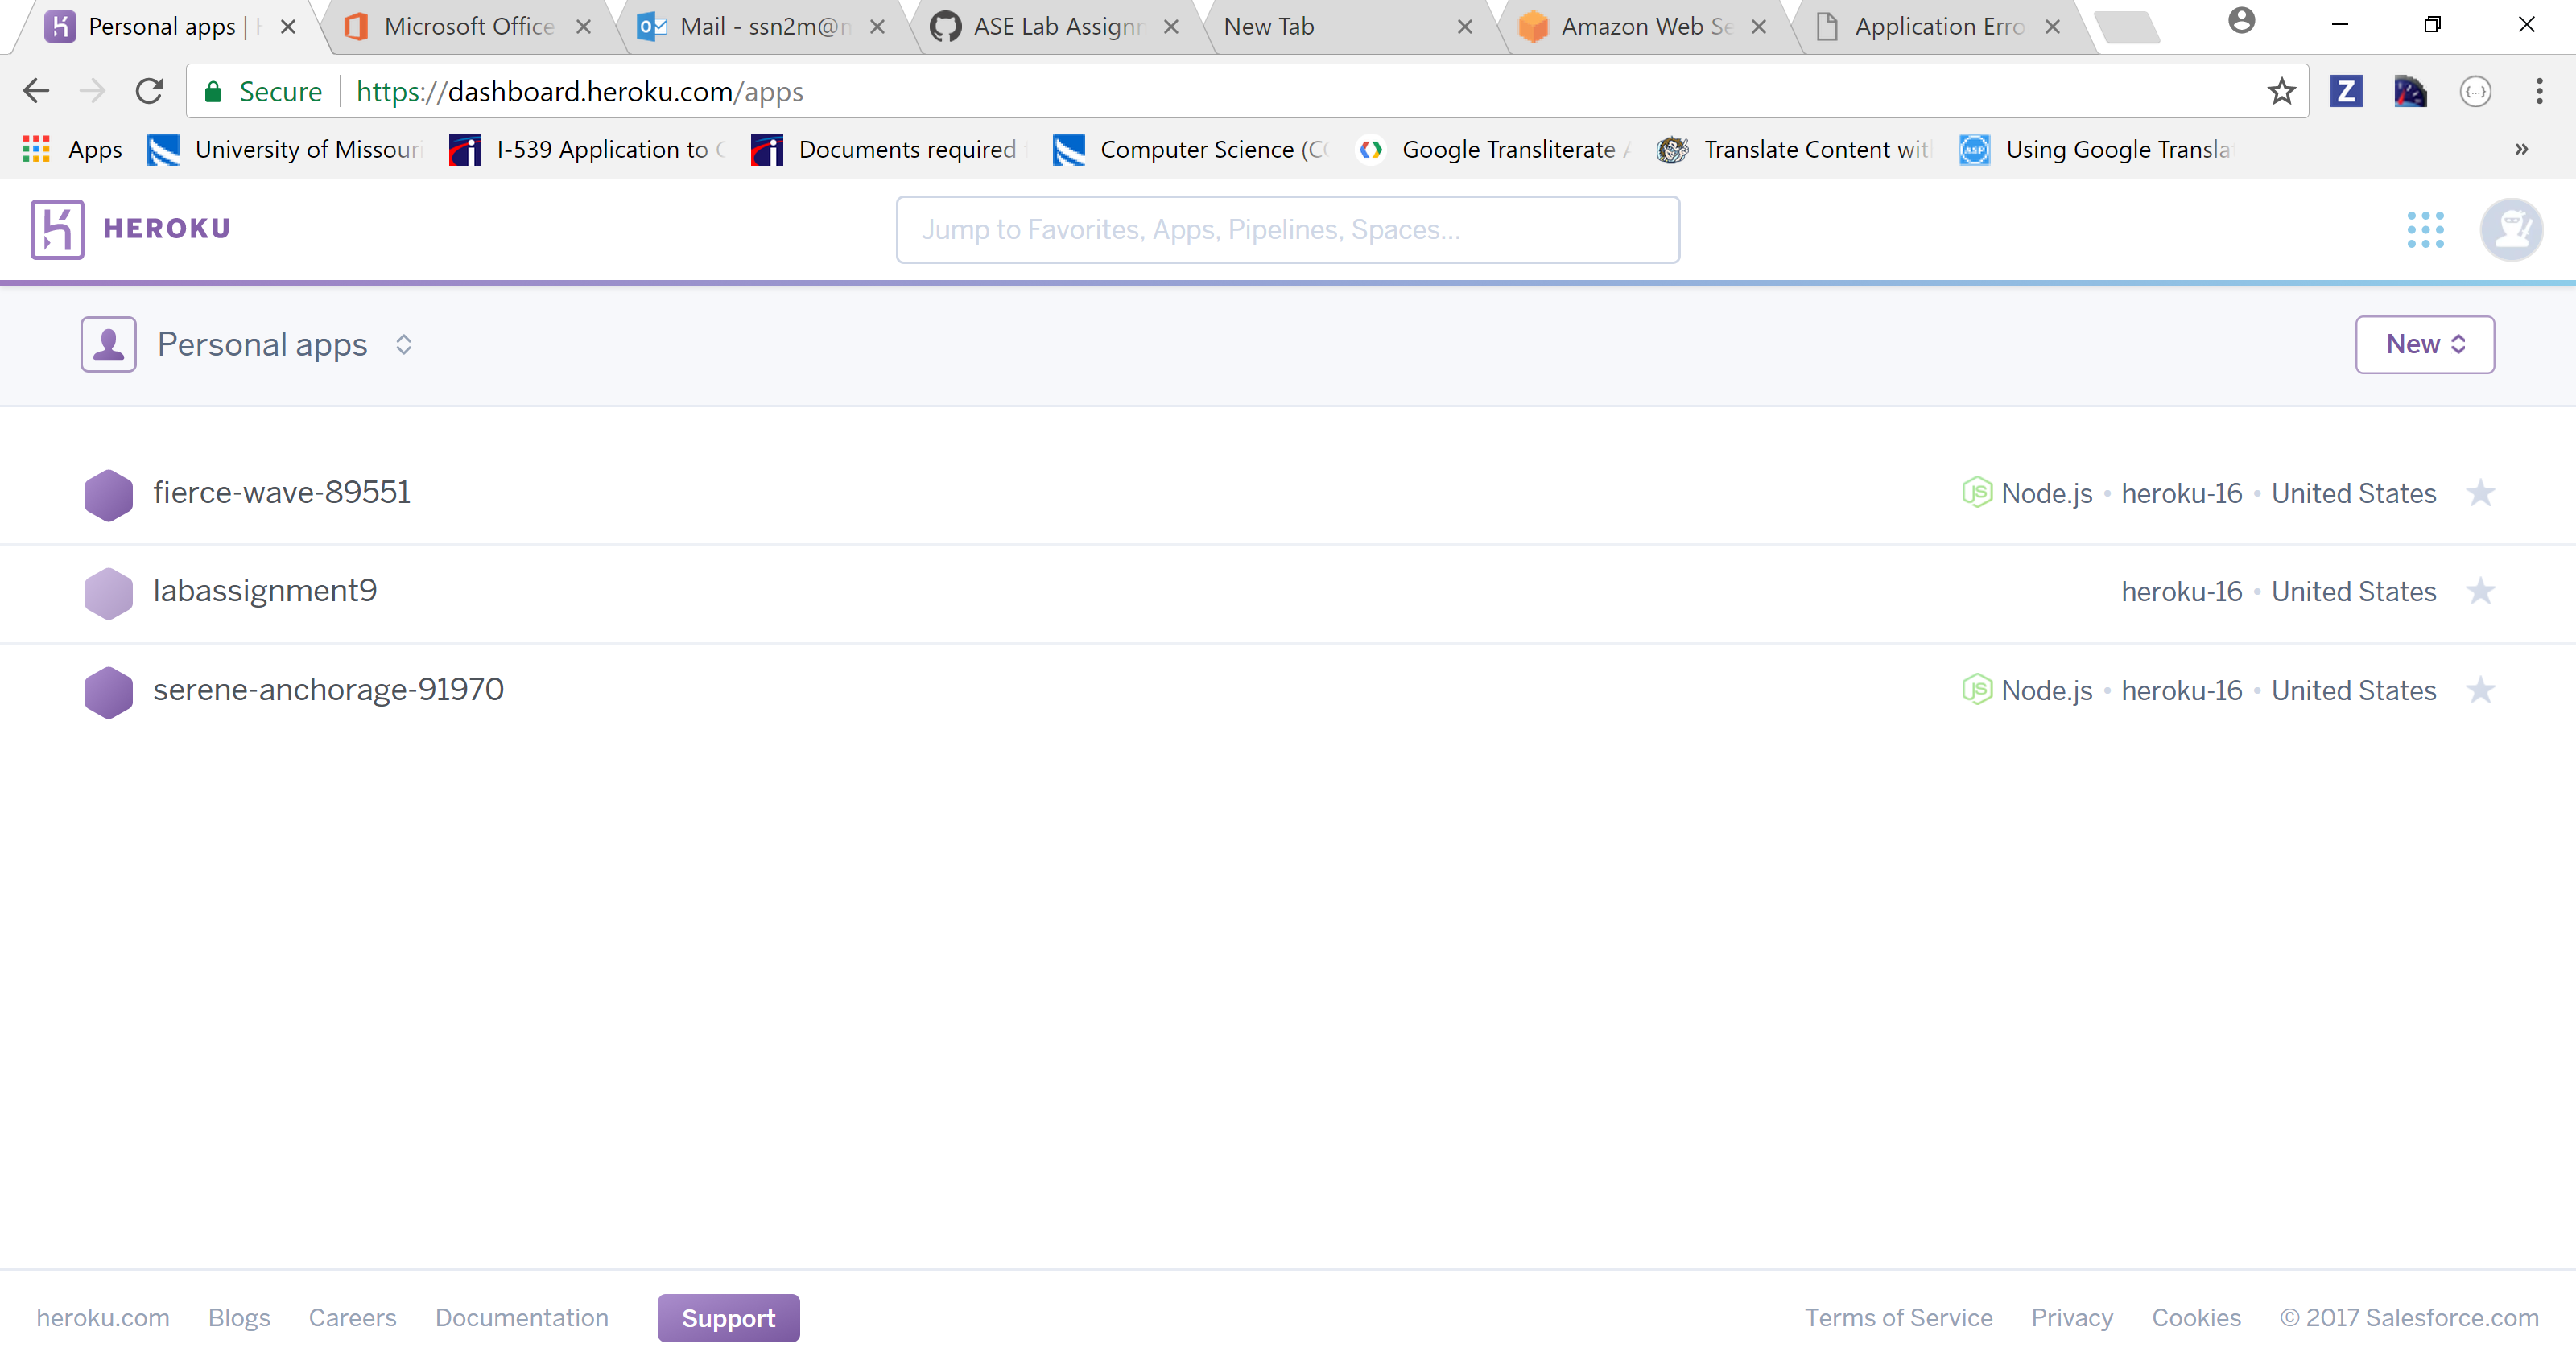 Personal apps |
Microsoft Office
Mail - ssn2m@
ASE Lab Assign
New Tab
Amazon Web Se
Application Erro
Secure
https://dashboard.heroku.com/apps
Apps
University of Missouri
I-539 Application to
Documents required
Computer Science (C
Google Transliterate
Translate Content wit
Using Google Transla
»
HEROKU
Jump to Favorites, Apps, Pipelines, Spaces...
Personal apps
New
fierce-wave-89551
Node.js • heroku-16 • United States
labassignment9
heroku-16 • United States
serene-anchorage-91970
Node.js • heroku-16 • United States
heroku.com
Blogs
Careers
Documentation
Support
Terms of Service
Privacy
Cookies
© 2017 Salesforce.com